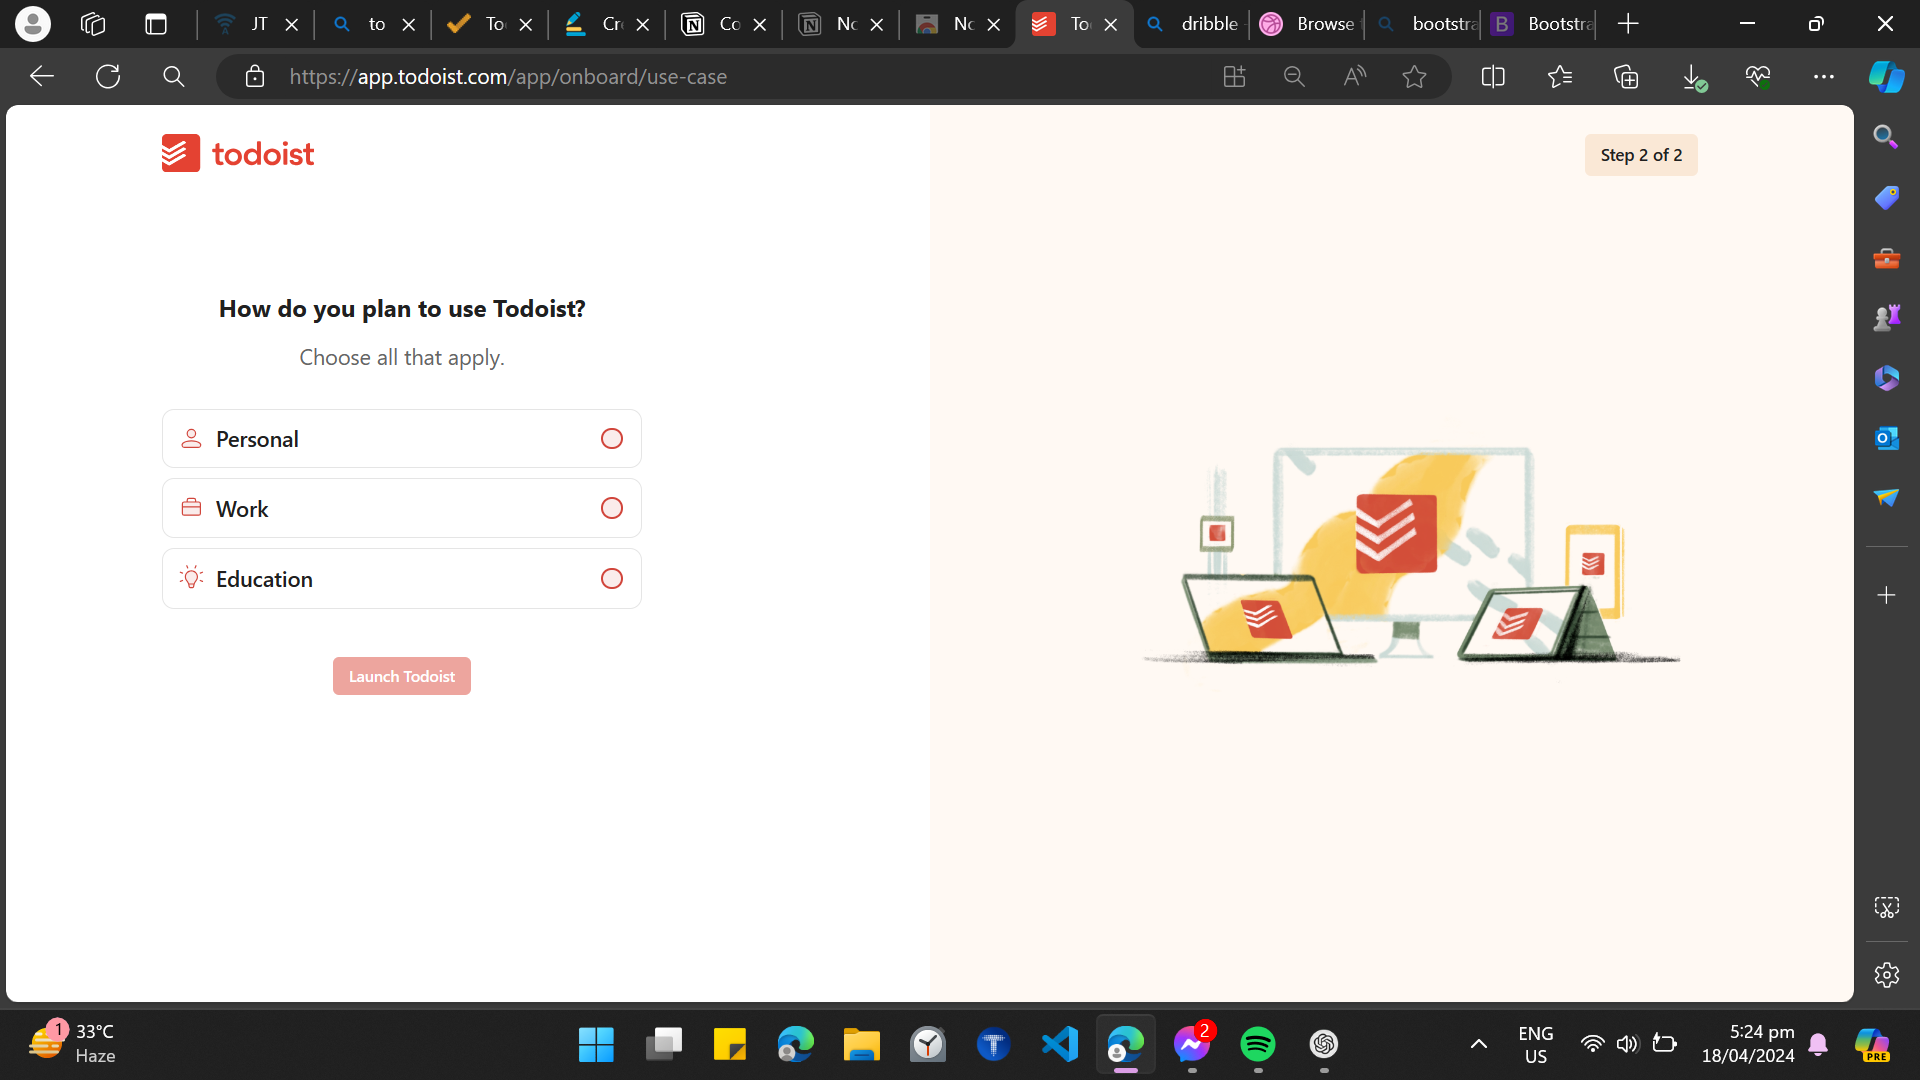 JT
to
To
Cr
Co
No
No
To
dribble
Browse
bootstra
Bootstra
https://app.todoist.com/app/onboard/use-case
todoist
Step 2 of 2
How do you plan to use Todoist?
Choose all that apply.
Personal
Work
Education
Launch Todoist
1
33°C
Haze
2
ENG
US
5:24 pm
18/04/2024
PRE